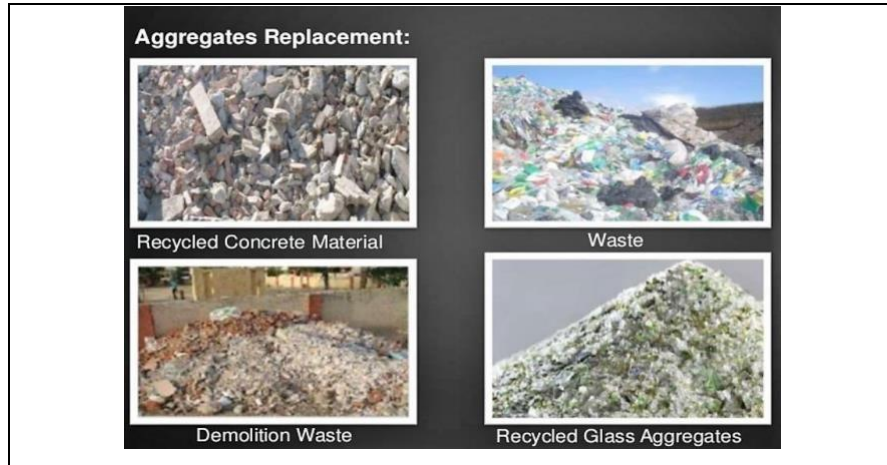 Aggregates Replacement:
Recycled Concrete Material
Waste
Demolition Waste
Recycled Glass Aggregates